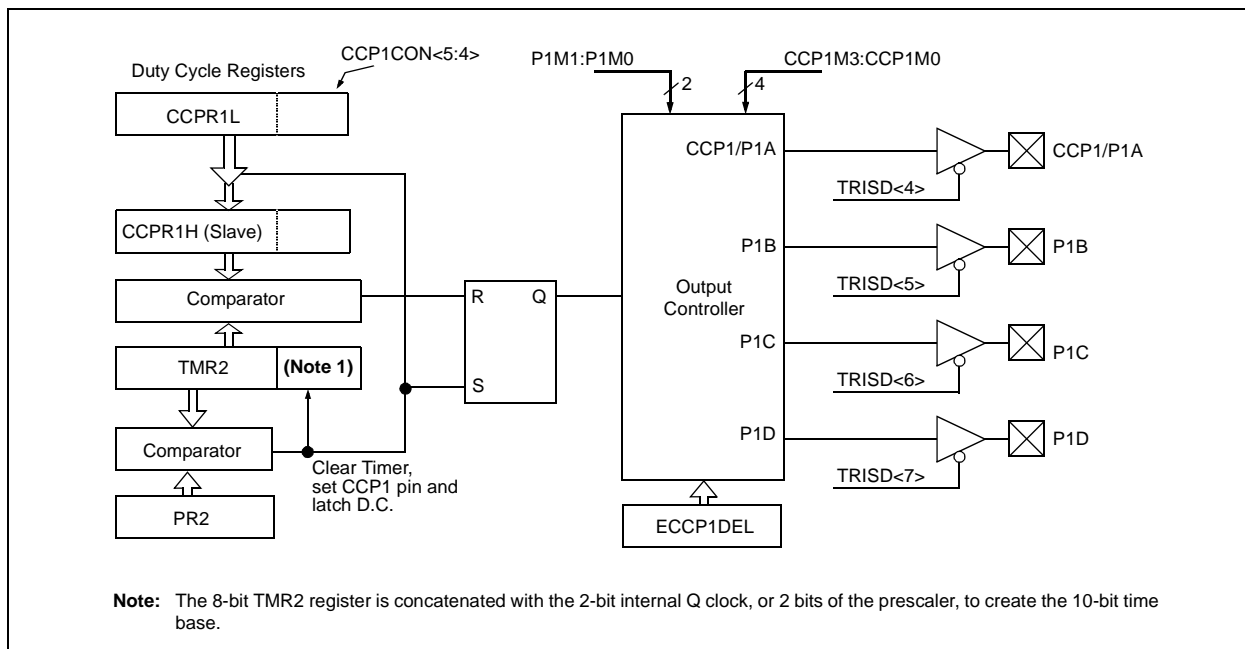 CCP1CON<5:4>
Duty Cycle Registers
CCPR1L
CCPR1H (Slave)
Comparator
TMR2
(Note 1)
Comparator
PR2
Clear Timer,
set CCP1 pin and
latch D.C.
R
Q
S
P1M1:P1M0
2
CCP1M3:CCP1M0
4
Output
Controller
CCP1/P1A
P1B
P1C
P1D
ECCP1DEL
TRISD<4>
CCP1/P1A
TRISD<5>
P1B
TRISD<6>
P1C
TRISD<7>
P1D
Note: The 8-bit TMR2 register is concatenated with the 2-bit internal Q clock, or 2 bits of the prescaler, to create the 10-bit time
base.